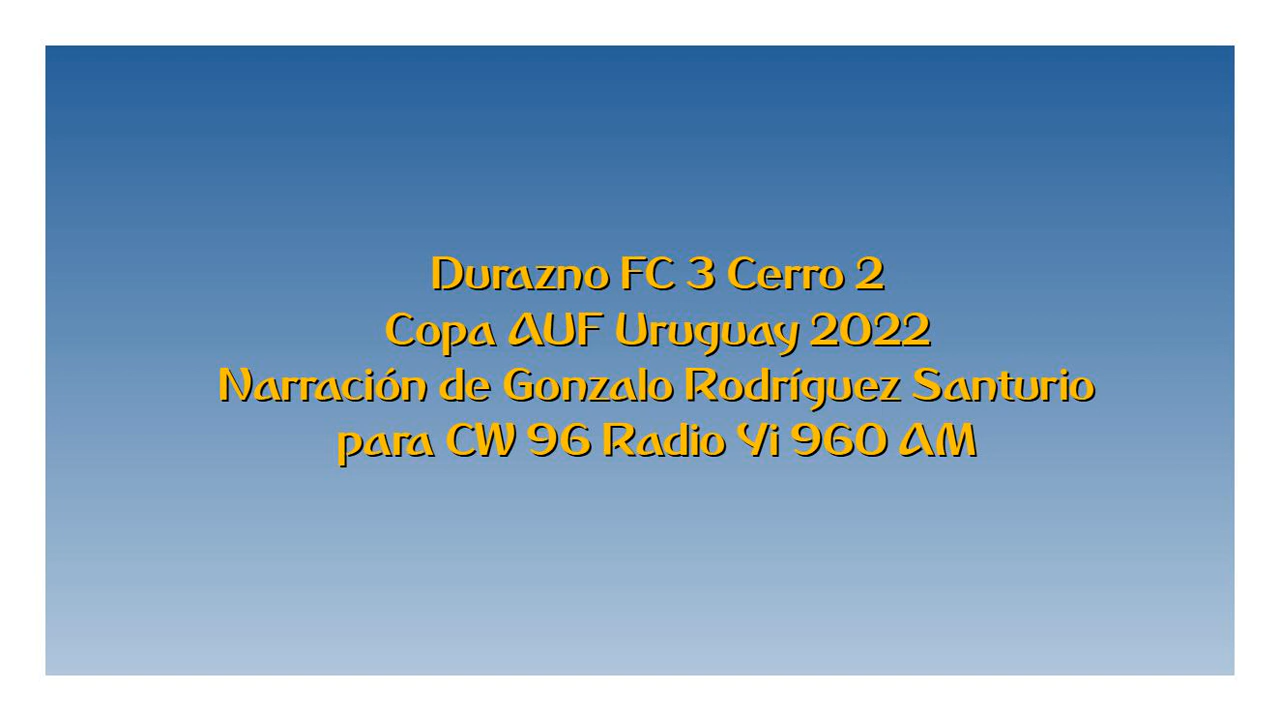 Durazno FC 3 Cerro 2
Copa AUF Uruguay 2022
Narración de Gonzalo Rodríguez Santurio
para CW 96 Radio Yi 960 AM